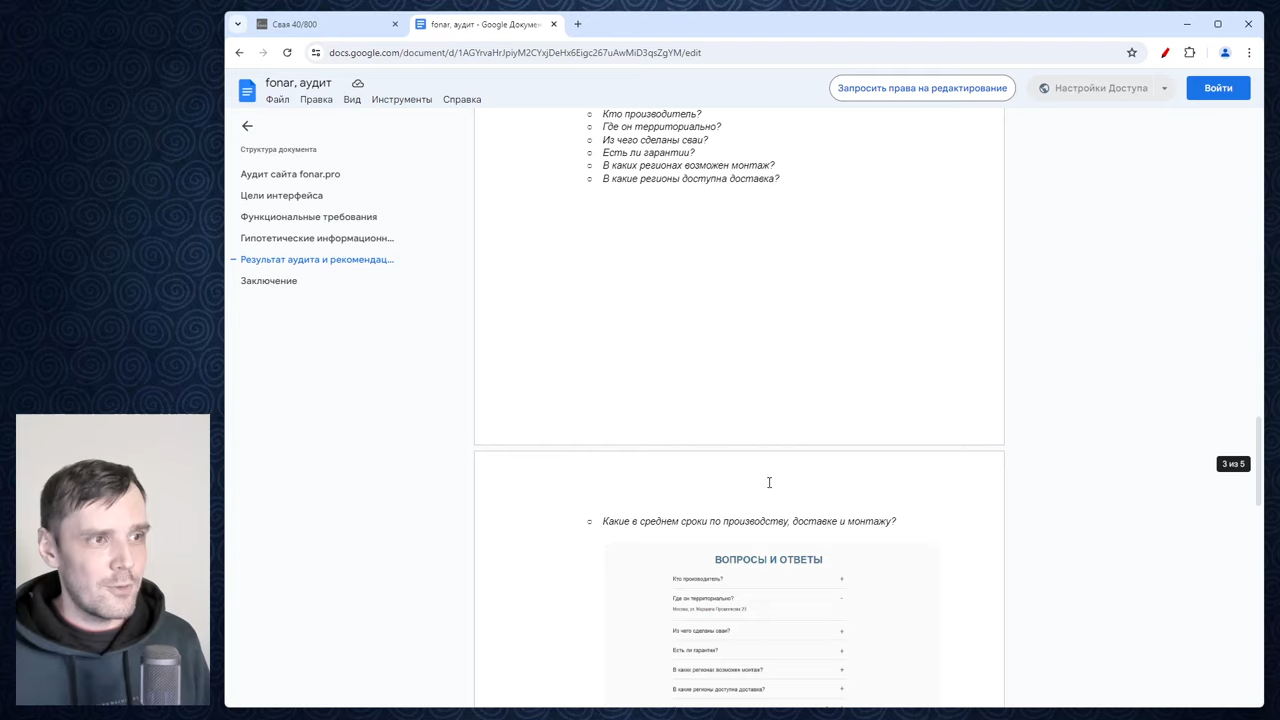 Свая 40/800
fonar, аудит - Google Документ
docs.google.com/document/d/1AGYrvaHrJpiyM2CYxjDeHx6Eigc267uAwMiD3qsZgYM/edit
fonar, аудит
Запросить права на редактирование
Настройки Доступа
Войти
Файл Правка Вид Инструменты Справка
Структура документа
Аудит сайта fonar.pro
Цели интерфейса
Функциональные требования
Гипотетические информационн...
Результат аудита и рекомендац...
Заключение
Кто производитель?
Где он территориально?
Из чего сделаны сваи?
Есть ли гарантии?
В каких регионах возможен монтаж?
В какие регионы доступна доставка?
3 из 5
Какие в среднем сроки по производству, доставке и монтажу?
ВОПРОСЫ И ОТВЕТЫ
Кто производитель?
Где он территориально?
Из чего сделаны сваи?
Есть ли гарантии?
В каких регионах возможен монтаж?
В какие регионы доступна доставка?